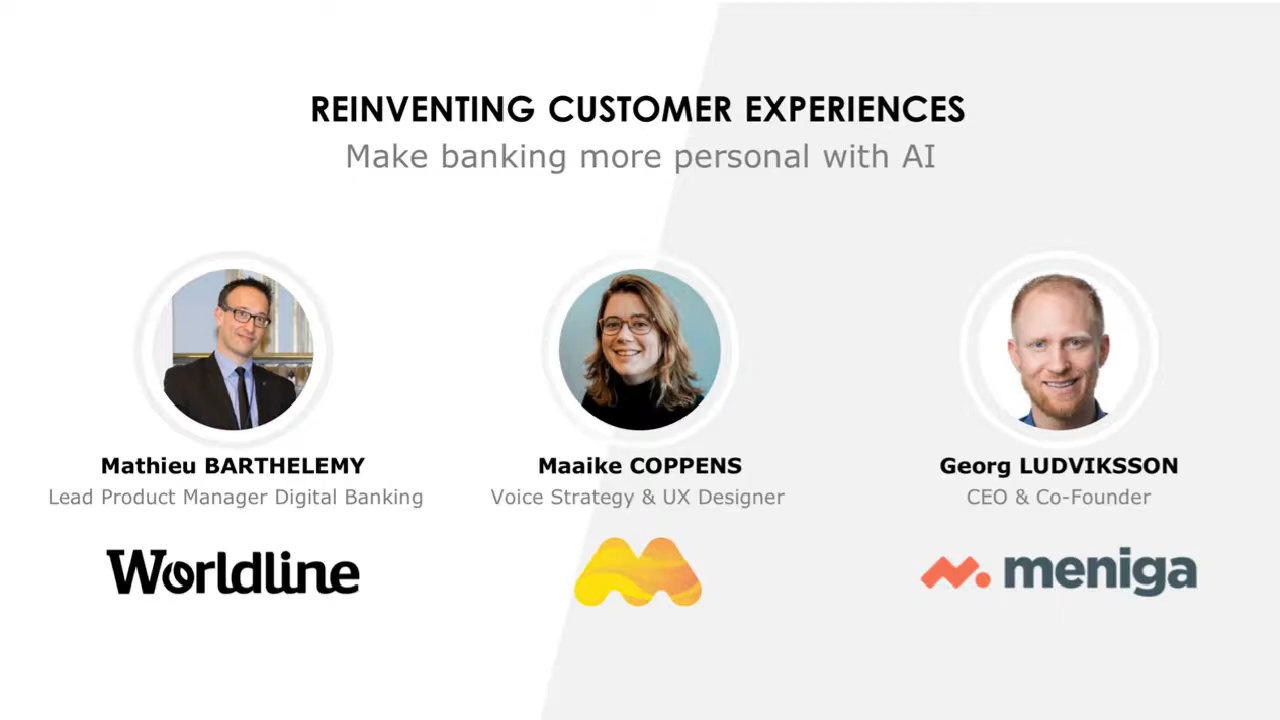 REINVENTING CUSTOMER EXPERIENCES
Make banking more personal with AI
Mathieu BARTHELEMY
Lead Product Manager Digital Banking
Worldline
Maaike COPPENS
Voice Strategy & UX Designer
Georg LUDVIKSSON
CEO & Co-Founder
meniga